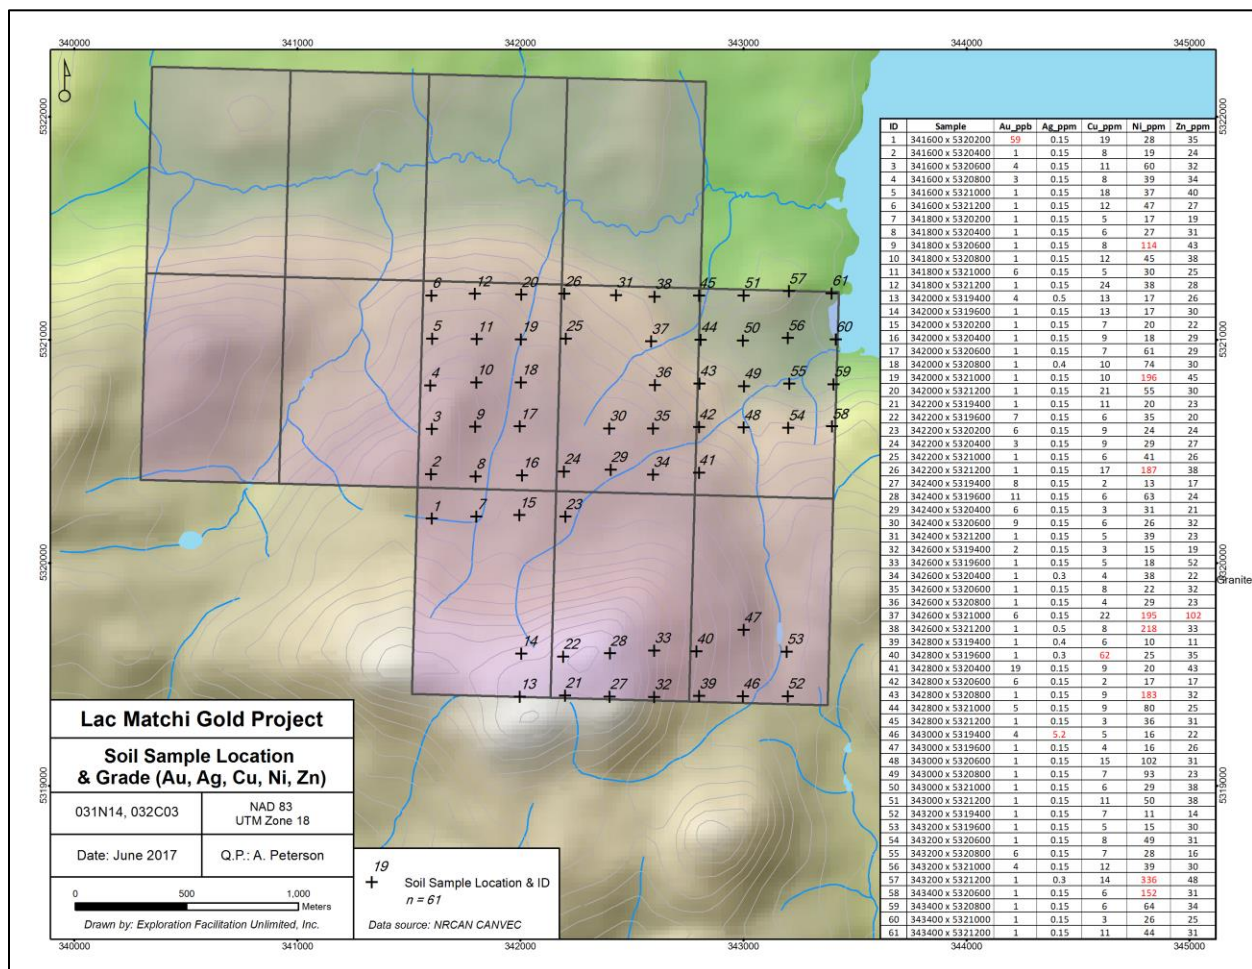 340000 341000 342000 343000 344000 345000
5322000
5321000
5320000
5319000
5322000
5321000
5320000
5319000
Granite
6 12 20 26 31 38 45 51 57 61
5 11 19 25 37 44 50 56 60
4 10 18 36 43 49 55 59
3 9 17 30 35 42 48 54 58
2 8 16 24 29 34 41
1 7 15 23
47
14 22 28 33 40 53
13 21 27 32 39 46 52
ID Sample Au_ppb Ag_ppm Cu_ppm Ni_ppm Zn_ppm
1 341600 x 5320200 59 0.15 19 28 35
2 341600 x 5320400 1 0.15 8 19 24
3 341600 x 5320600 4 0.15 11 60 32
4 341600 x 5320800 3 0.15 8 39 34
5 341600 x 5321000 1 0.15 18 37 40
6 341600 x 5321200 1 0.15 12 47 27
7 341800 x 5320200 1 0.15 5 17 19
8 341800 x 5320400 1 0.15 6 27 31
9 341800 x 5320600 1 0.15 8 114 43
10 341800 x 5320800 1 0.15 12 45 38
11 341800 x 5321000 6 0.15 5 30 25
12 341800 x 5321200 1 0.15 24 38 28
13 342000 x 5319400 4 0.5 13 17 26
14 342000 x 5319600 1 0.15 13 17 30
15 342000 x 5320200 1 0.15 7 20 22
16 342000 x 5320400 1 0.15 9 18 29
17 342000 x 5320600 1 0.15 7 61 29
18 342000 x 5320800 1 0.4 10 74 30
19 342000 x 5321000 1 0.15 10 196 45
20 342000 x 5321200 1 0.15 21 55 30
21 342200 x 5319400 1 0.15 11 20 23
22 342200 x 5319600 7 0.15 6 35 20
23 342200 x 5320200 6 0.15 9 24 24
24 342200 x 5320400 3 0.15 9 29 27
25 342200 x 5321000 1 0.15 6 41 26
26 342200 x 5321200 1 0.15 17 187 38
27 342400 x 5319400 8 0.15 2 13 17
28 342400 x 5319600 11 0.15 6 63 24
29 342400 x 5320400 6 0.15 3 31 21
30 342400 x 5320600 9 0.15 6 26 32
31 342400 x 5321200 1 0.15 5 39 23
32 342600 x 5319400 2 0.15 3 15 19
33 342600 x 5319600 1 0.15 5 18 52
34 342600 x 5320400 1 0.3 4 38 22
35 342600 x 5320600 1 0.15 8 22 32
36 342600 x 5320800 1 0.15 4 29 23
37 342600 x 5321000 6 0.15 22 195 102
38 342600 x 5321200 1 0.5 8 218 33
39 342800 x 5319400 1 0.4 6 10 11
40 342800 x 5319600 1 0.3 62 25 35
41 342800 x 5320400 19 0.15 9 20 43
42 342800 x 5320600 6 0.15 2 17 17
43 342800 x 5320800 1 0.15 9 183 32
44 342800 x 5321000 5 0.15 9 80 25
45 342800 x 5321200 1 0.15 3 36 31
46 343000 x 5319400 4 5.2 5 16 22
47 343000 x 5319600 1 0.15 4 16 26
48 343000 x 5320600 1 0.15 15 102 31
49 343000 x 5320800 1 0.15 7 93 23
50 343000 x 5321000 1 0.15 6 29 38
51 343000 x 5321200 1 0.15 11 50 38
52 343200 x 5319400 1 0.15 7 11 14
53 343200 x 5319600 1 0.15 5 15 30
54 343200 x 5320600 1 0.15 8 49 31
55 343200 x 5320800 6 0.15 7 28 16
56 343200 x 5321000 4 0.15 12 39 30
57 343200 x 5321200 1 0.3 14 336 48
58 343400 x 5320600 1 0.15 6 152 31
59 343400 x 5320800 1 0.15 6 64 34
60 343400 x 5321000 1 0.15 3 26 25
61 343400 x 5321200 1 0.15 11 44 31
Lac Matchi Gold Project
Soil Sample Location
& Grade (Au, Ag, Cu, Ni, Zn)
031N14, 032C03
NAD 83
UTM Zone 18
Date: June 2017
Q.P.: A. Peterson
0 500 1,000
Meters
Drawn by: Exploration Facilitation Unlimited, Inc.
19
Soil Sample Location & ID
n = 61
Data source: NRCAN CANVEC
340000 341000 342000 343000 344000 345000